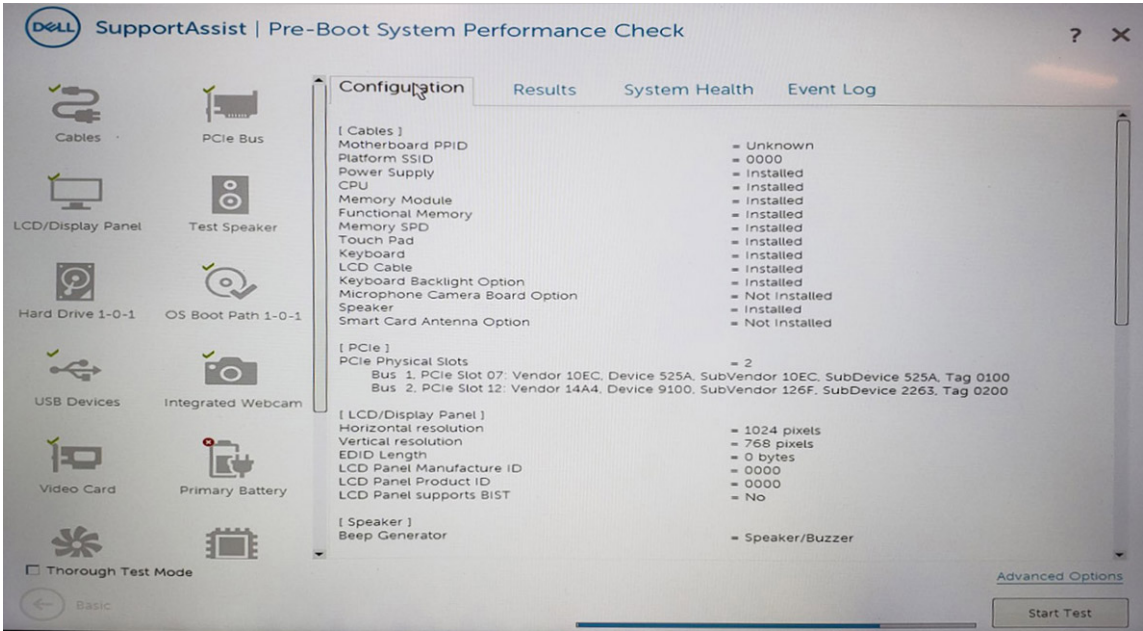 DELL SupportAssist | Pre-Boot System Performance Check
? X
Cables
PCIe Bus
LCD/Display Panel
Test Speaker
Hard Drive 1-0-1
OS Boot Path 1-0-1
USB Devices
Integrated Webcam
Video Card
Primary Battery
Thorough Test Mode
Basic
Configuration Results System Health Event Log
[ Cables ]
Motherboard PPID = Unknown
Platform SSID = 0000
Power Supply = Installed
CPU = Installed
Memory Module = Installed
Functional Memory = Installed
Memory SPD = Installed
Touch Pad = Installed
Keyboard = Installed
LCD Cable = Installed
Keyboard Backlight Option = Installed
Microphone Camera Board Option = Not Installed
Speaker = Installed
Smart Card Antenna Option = Not Installed
[ PCIe ]
PCIe Physical Slots = 2
Bus 1, PCIe Slot 07: Vendor 10EC, Device 525A, SubVendor 10EC, SubDevice 525A, Tag 0100
Bus 2, PCIe Slot 12: Vendor 14A4, Device 9100, SubVendor 126F, SubDevice 2263, Tag 0200
[ LCD/Display Panel ]
Horizontal resolution = 1024 pixels
Vertical resolution = 768 pixels
EDID Length = 0 bytes
LCD Panel Manufacture ID = 0000
LCD Panel Product ID = 0000
LCD Panel supports BIST = No
[ Speaker ]
Beep Generator = Speaker/Buzzer
Advanced Options
Start Test